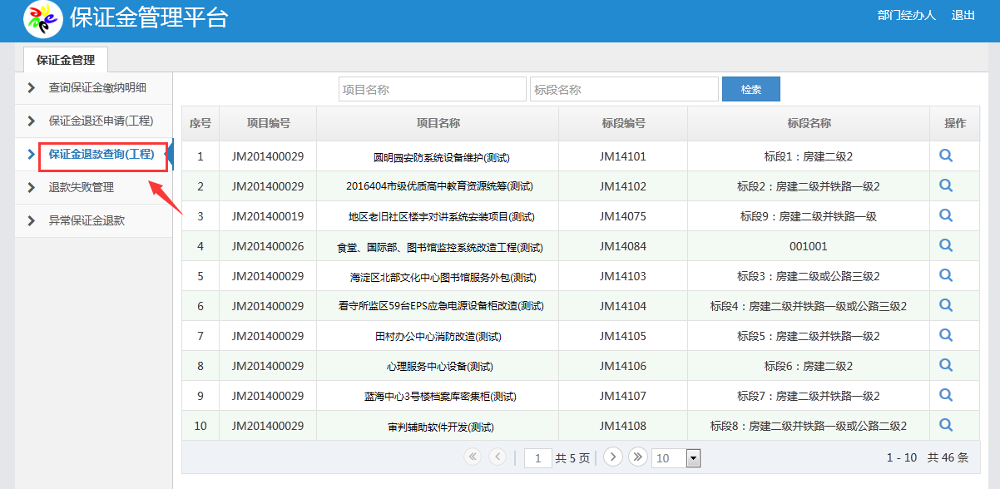 保证金管理平台
部门经办人 退出
保证金管理
查询保证金缴纳明细
保证金退还申请(工程)
保证金退款查询(工程)
退款失败管理
异常保证金退款
项目名称 标段名称 检索
序号 项目编号 项目名称 标段编号 标段名称 操作
1 JM201400029 圆明园安防系统设备维护(测试) JM14101 标段1：房建二级2
2 JM201400029 2016404市级优质高中教育资源统筹(测试) JM14102 标段2：房建二级并铁路一级2
3 JM201400019 地区老旧社区楼宇对讲系统安装项目(测试) JM14075 标段9：房建二级并铁路一级
4 JM201400026 食堂、国际部、图书馆监控系统改造工程(测试) JM14084 001001
5 JM201400029 海淀区北部文化中心图书馆服务外包(测试) JM14103 标段3：房建二级或公路三级2
6 JM201400029 看守所监区59台EPS应急电源设备柜改造(测试) JM14104 标段4：房建二级并铁路一级或公路三级2
7 JM201400029 田村办公中心消防改造(测试) JM14105 标段5：房建二级并铁路一级2
8 JM201400029 心理服务中心设备(测试) JM14106 标段6：房建二级2
9 JM201400029 蓝海中心3号楼档案库密集柜(测试) JM14107 标段7：房建二级并铁路一级2
10 JM201400029 审判辅助软件开发(测试) JM14108 标段8：房建二级并铁路一级或公路二级2
1 共 5 页 10 1 - 10 共 46 条